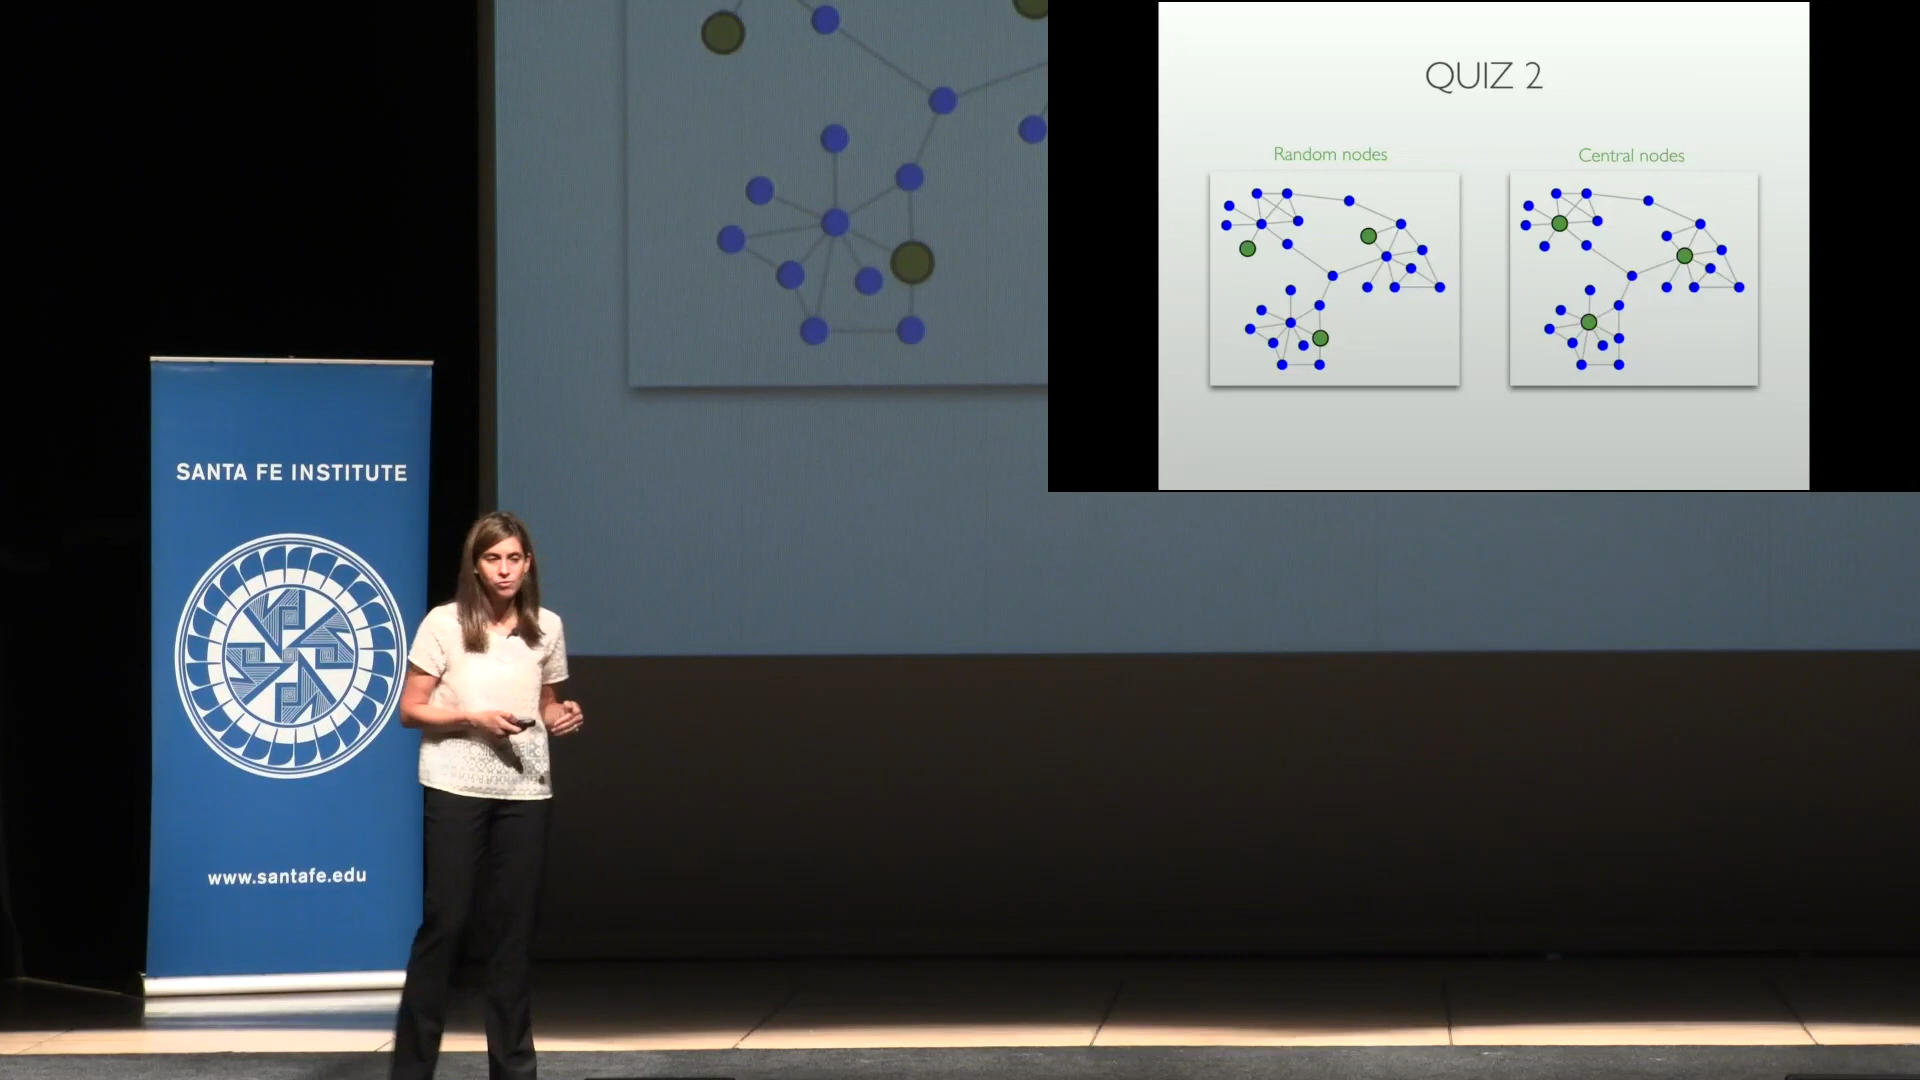 QUIZ 2
Random nodes
Central nodes
SANTA FE INSTITUTE
www.santafe.edu